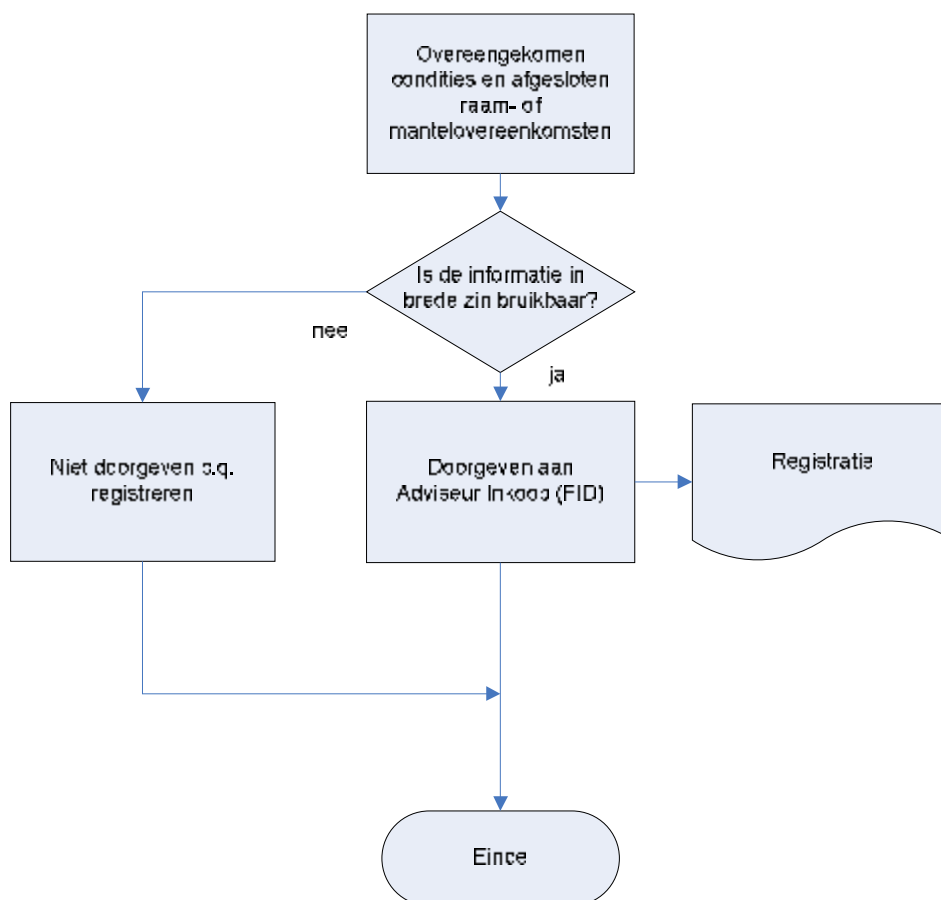 Overeengekomen
condities en afgesloten
raam- of
mantelovereenkomsten
Is de informatie in
brede zin bruikbaar?
nee
ja
Niet doorgeven c.q.
registreren
Doorgeven aan
Adviseur Inkoop (FID)
Registratie
Einde